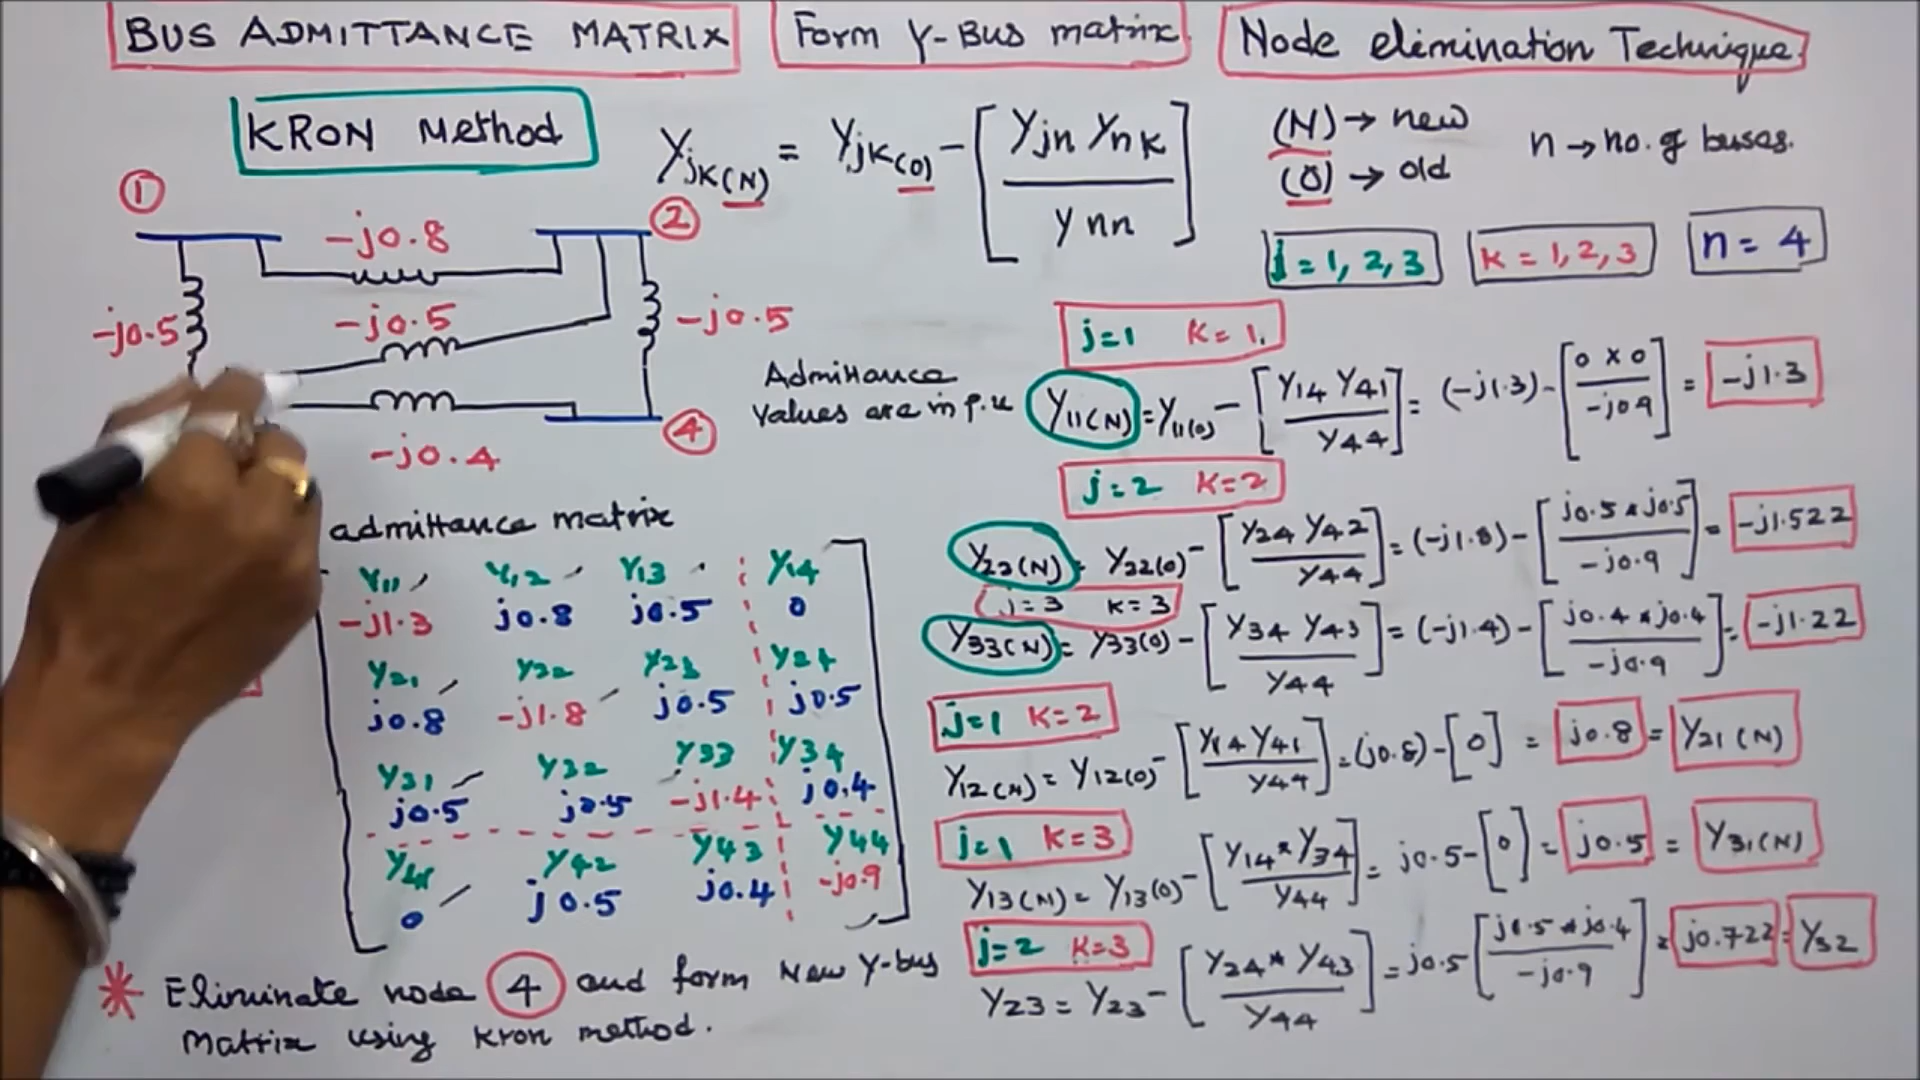 BUS ADMITTANCE MATRIX
Form Y-Bus matrix.
Node elimination Technique.
KRON Method
Yjk(N) = Yjk(0) - [Yjn Ynk / Ynn]
(N) → new
(0) → old
n → no. of buses.
j = 1, 2, 3
K = 1, 2, 3
n = 4
1
2
-j0.8
-j0.5
-j0.5
-j0.5
-j0.4
4
Admittance
values are in p.u
j=1 K=1.
Y11(N) = Y11(0) - [Y14 Y41 / Y44] = (-j1.3) - [0 x 0 / -j0.9] = -j1.3
j=2 K=2
Y22(N) = Y22(0) - [Y24 Y42 / Y44] = (-j1.8) - [j0.5 * j0.5 / -j0.9] = -j1.522
j=3 K=3
Y33(N) = Y33(0) - [Y34 Y43 / Y44] = (-j1.4) - [j0.4 * j0.4 / -j0.9] = -j1.22
j=1 K=2
Y12(N) = Y12(0) - [Y14 Y41 / Y44] = (j0.8) - [0] = j0.8 = Y21(N)
j=1 K=3
Y13(N) = Y13(0) - [Y14 * Y34 / Y44] = j0.5 - [0] = j0.5 = Y31(N)
j=2 K=3
Y23 = Y23 - [Y24 * Y43 / Y44] = j0.5 [j0.5 * j0.4 / -j0.9] = j0.722 = Y32
admittance matrix
Y11 Y12 Y13 Y14
-j1.3 j0.8 j0.5 0
Y21 Y22 Y23 Y24
j0.8 -j1.8 j0.5 j0.5
Y31 Y32 Y33 Y34
j0.5 j0.5 -j1.4 j0.4
Y41 Y42 Y43 Y44
0 j0.5 j0.4 -j0.9
* Eliminate node 4 and form New Y-bus
matrix using Kron method.